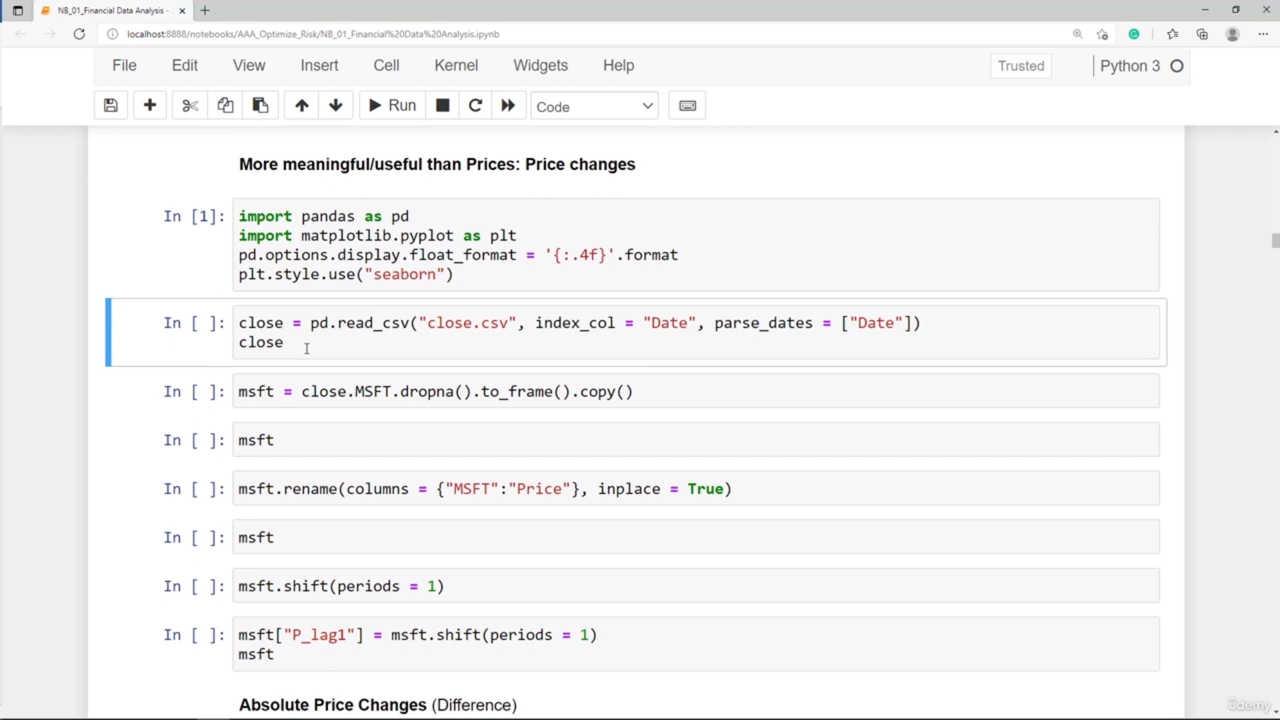 NB_01_Financial Data Analysis -
localhost:8888/notebooks/AAA_Optimize_Risk/NB_01_Financial%20Data%20Analysis.ipynb
File Edit View Insert Cell Kernel Widgets Help Trusted Python 3
Run Code
More meaningful/useful than Prices: Price changes
In [1]: import pandas as pd
import matplotlib.pyplot as plt
pd.options.display.float_format = '{:.4f}'.format
plt.style.use("seaborn")
In [ ]: close = pd.read_csv("close.csv", index_col = "Date", parse_dates = ["Date"])
close
In [ ]: msft = close.MSFT.dropna().to_frame().copy()
In [ ]: msft
In [ ]: msft.rename(columns = {"MSFT":"Price"}, inplace = True)
In [ ]: msft
In [ ]: msft.shift(periods = 1)
In [ ]: msft["P_lag1"] = msft.shift(periods = 1)
msft
Absolute Price Changes (Difference)
ûdemy